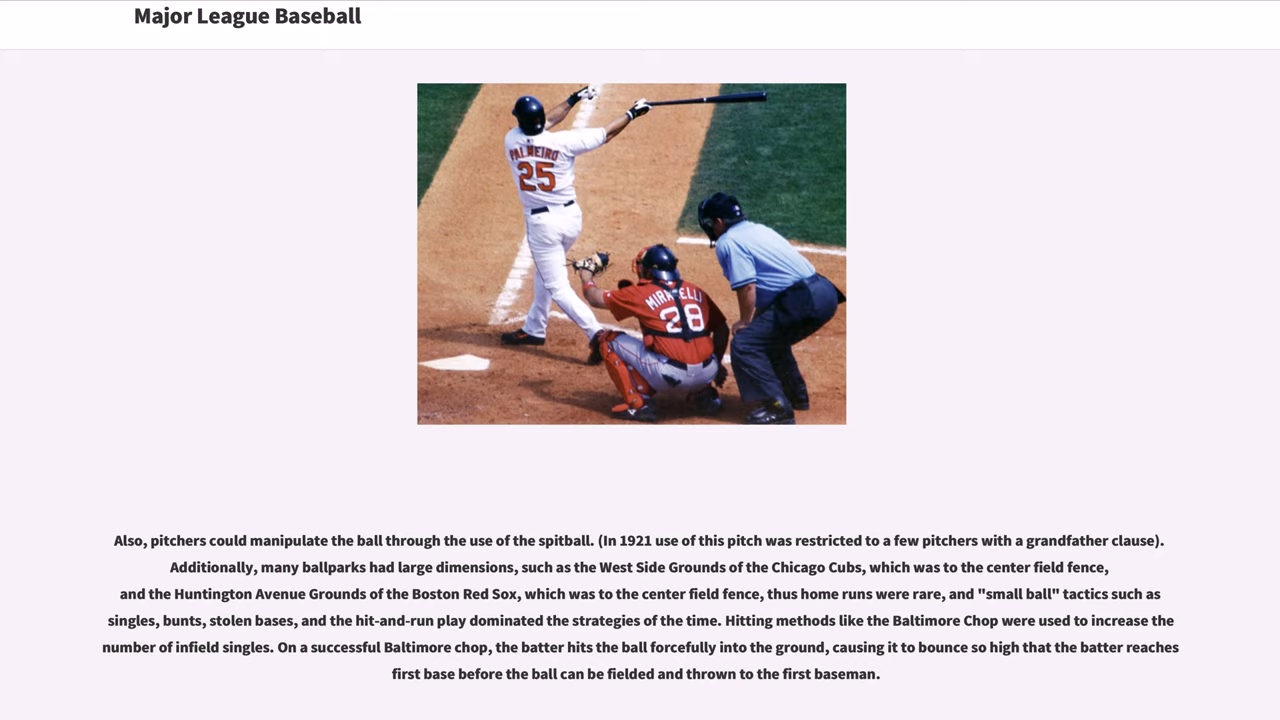 Major League Baseball
PALMEIRO
25
MIRABELLI
28
Also, pitchers could manipulate the ball through the use of the spitball. (In 1921 use of this pitch was restricted to a few pitchers with a grandfather clause).
Additionally, many ballparks had large dimensions, such as the West Side Grounds of the Chicago Cubs, which was to the center field fence,
and the Huntington Avenue Grounds of the Boston Red Sox, which was to the center field fence, thus home runs were rare, and "small ball" tactics such as
singles, bunts, stolen bases, and the hit-and-run play dominated the strategies of the time. Hitting methods like the Baltimore Chop were used to increase the
number of infield singles. On a successful Baltimore chop, the batter hits the ball forcefully into the ground, causing it to bounce so high that the batter reaches
first base before the ball can be fielded and thrown to the first baseman.